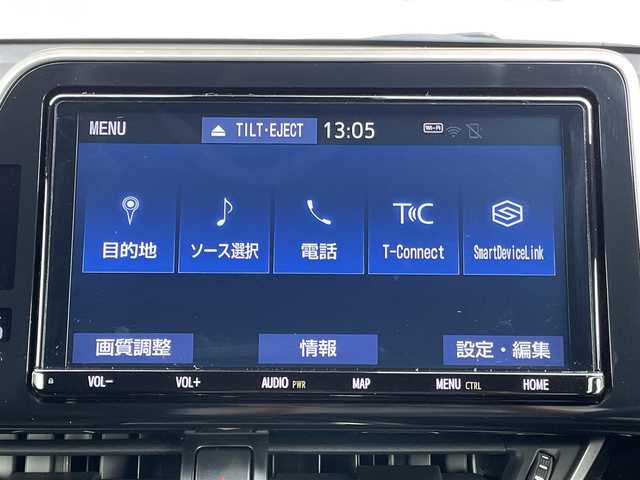 MENU TILT・EJECT 13:05 Wi-Fi
目的地 ソース選択 電話 T-Connect SmartDeviceLink
画質調整 情報 設定・編集
VOL− VOL+ AUDIO PWR MAP MENU CTRL HOME